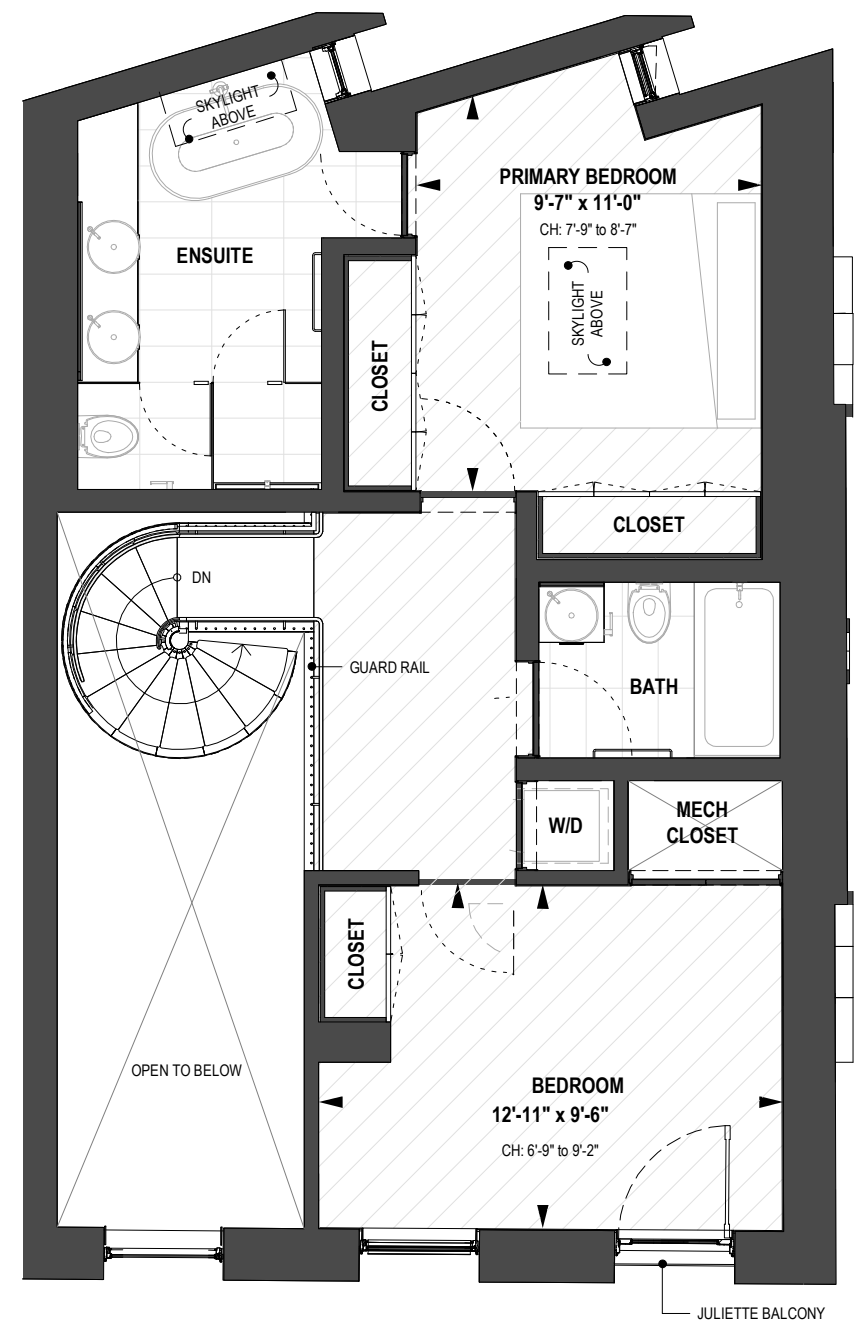 SKYLIGHT
ABOVE
PRIMARY BEDROOM
9'-7" x 11'-0"
CH: 7'-9" to 8'-7"
ENSUITE
SKYLIGHT
ABOVE
CLOSET
CLOSET
DN
GUARD RAIL
BATH
W/D
MECH
CLOSET
CLOSET
OPEN TO BELOW
BEDROOM
12'-11" x 9'-6"
CH: 6'-9" to 9'-2"
JULIETTE BALCONY